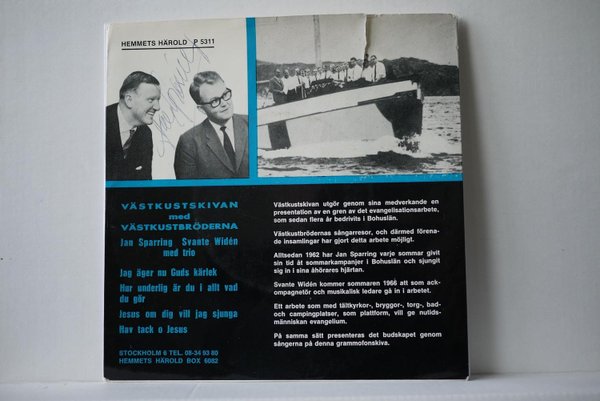 HEMMETS HÄROLD P 5311
VÄSTKUSTSKIVAN
med
VÄSTKUSTBRÖDERNA
Jan Sparring Svante Widén
med trio
Jag äger nu Guds kärlek
Hur underlig är du i allt vad
du gör
Jesus om dig vill jag sjunga
Hav tack o Jesus
STOCKHOLM 6 TEL. 08-34 93 80
HEMMETS HÄROLD BOX 6082
Västkustskivan utgör genom sina medverkande en
presentation av en gren av det evangelisationsarbete,
som sedan flera år bedrivits i Bohuslän.
Västkustbrödernas sångarresor, och därmed förena-
de insamlingar har gjort detta arbete möjligt.
Alltsedan 1962 har Jan Sparring varje sommar givit
sin tid åt sommarkampanjer i Bohuslän och sjungit
sig in i sina åhörares hjärtan.
Svante Widén kommer sommaren 1966 att som ack-
ompagnetör och musikalisk ledare gå in i arbetet.
Ett arbete som med tältkyrkor-, bryggor-, torg-, bad-
och campingplatser, som plattform, vill ge nutids-
människan evangelium.
På samma sätt presenteras det budskapet genom
sångerna på denna grammofonskiva.